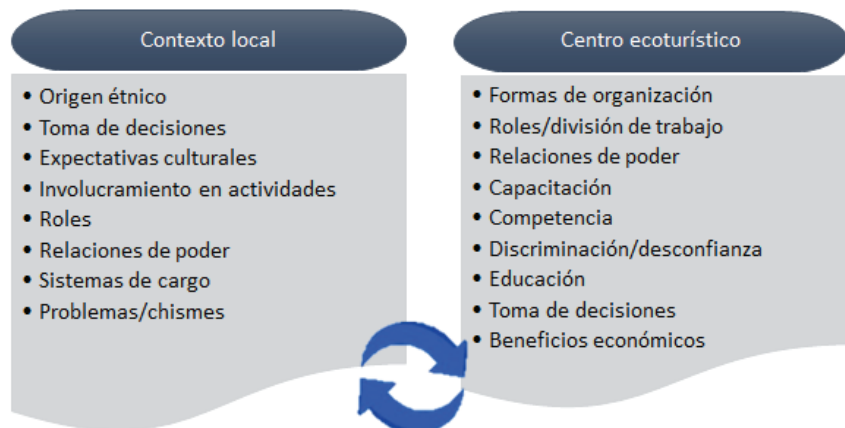 Contexto local
• Origen étnico
• Toma de decisiones
• Expectativas culturales
• Involucramiento en actividades
• Roles
• Relaciones de poder
• Sistemas de cargo
• Problemas/chismes
Centro ecoturístico
• Formas de organización
• Roles/división de trabajo
• Relaciones de poder
• Capacitación
• Competencia
• Discriminación/desconfianza
• Educación
• Toma de decisiones
• Beneficios económicos